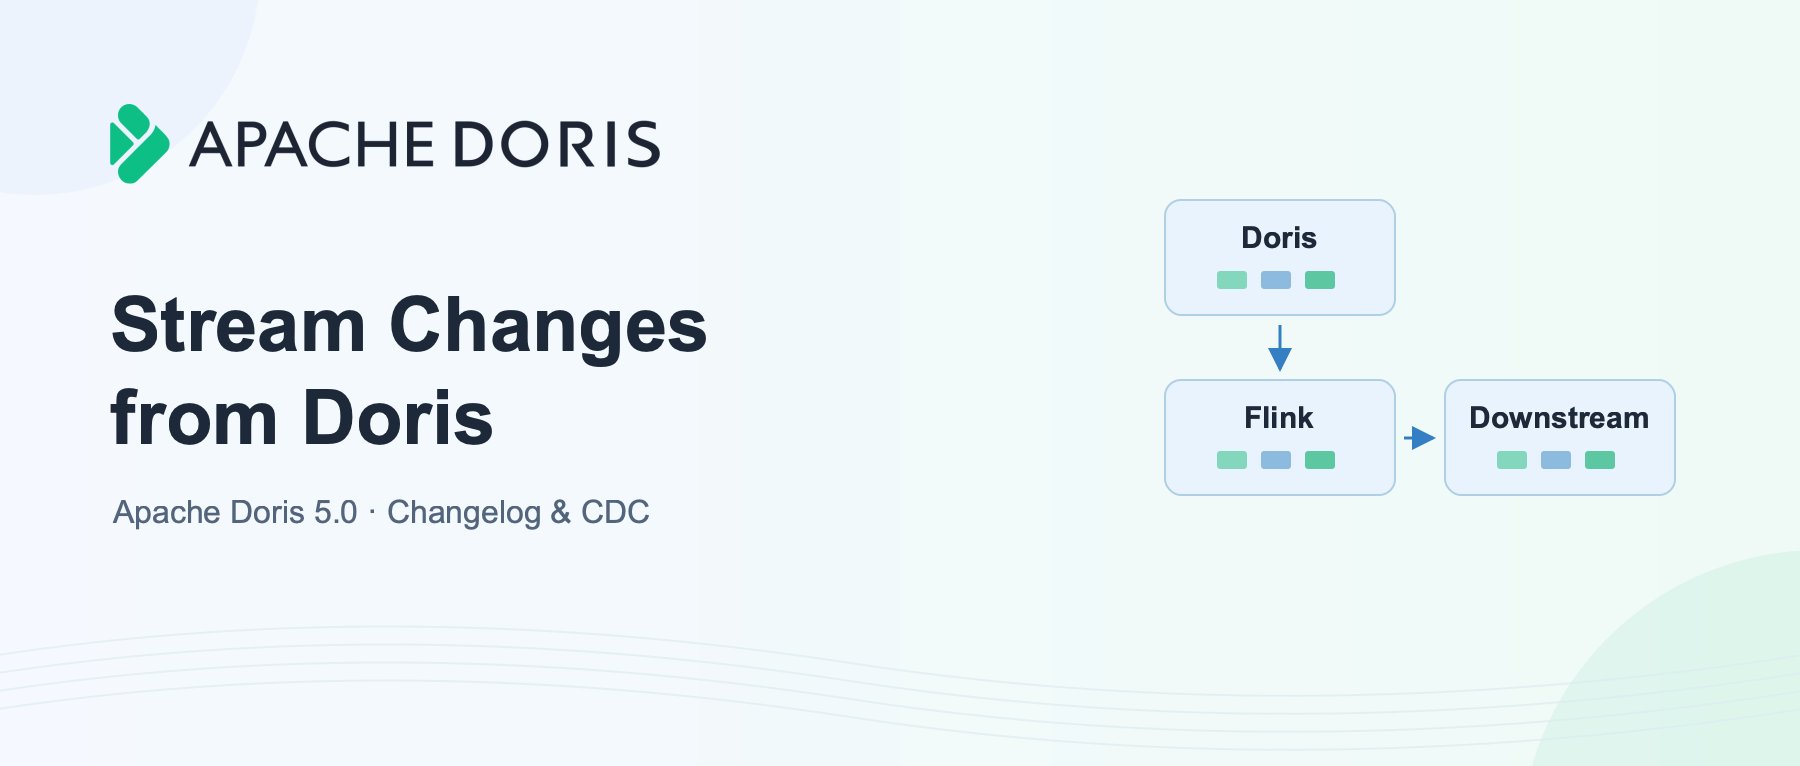 APACHE DORIS
Stream Changes
from Doris
Apache Doris 5.0 · Changelog & CDC
Doris
Flink
Downstream